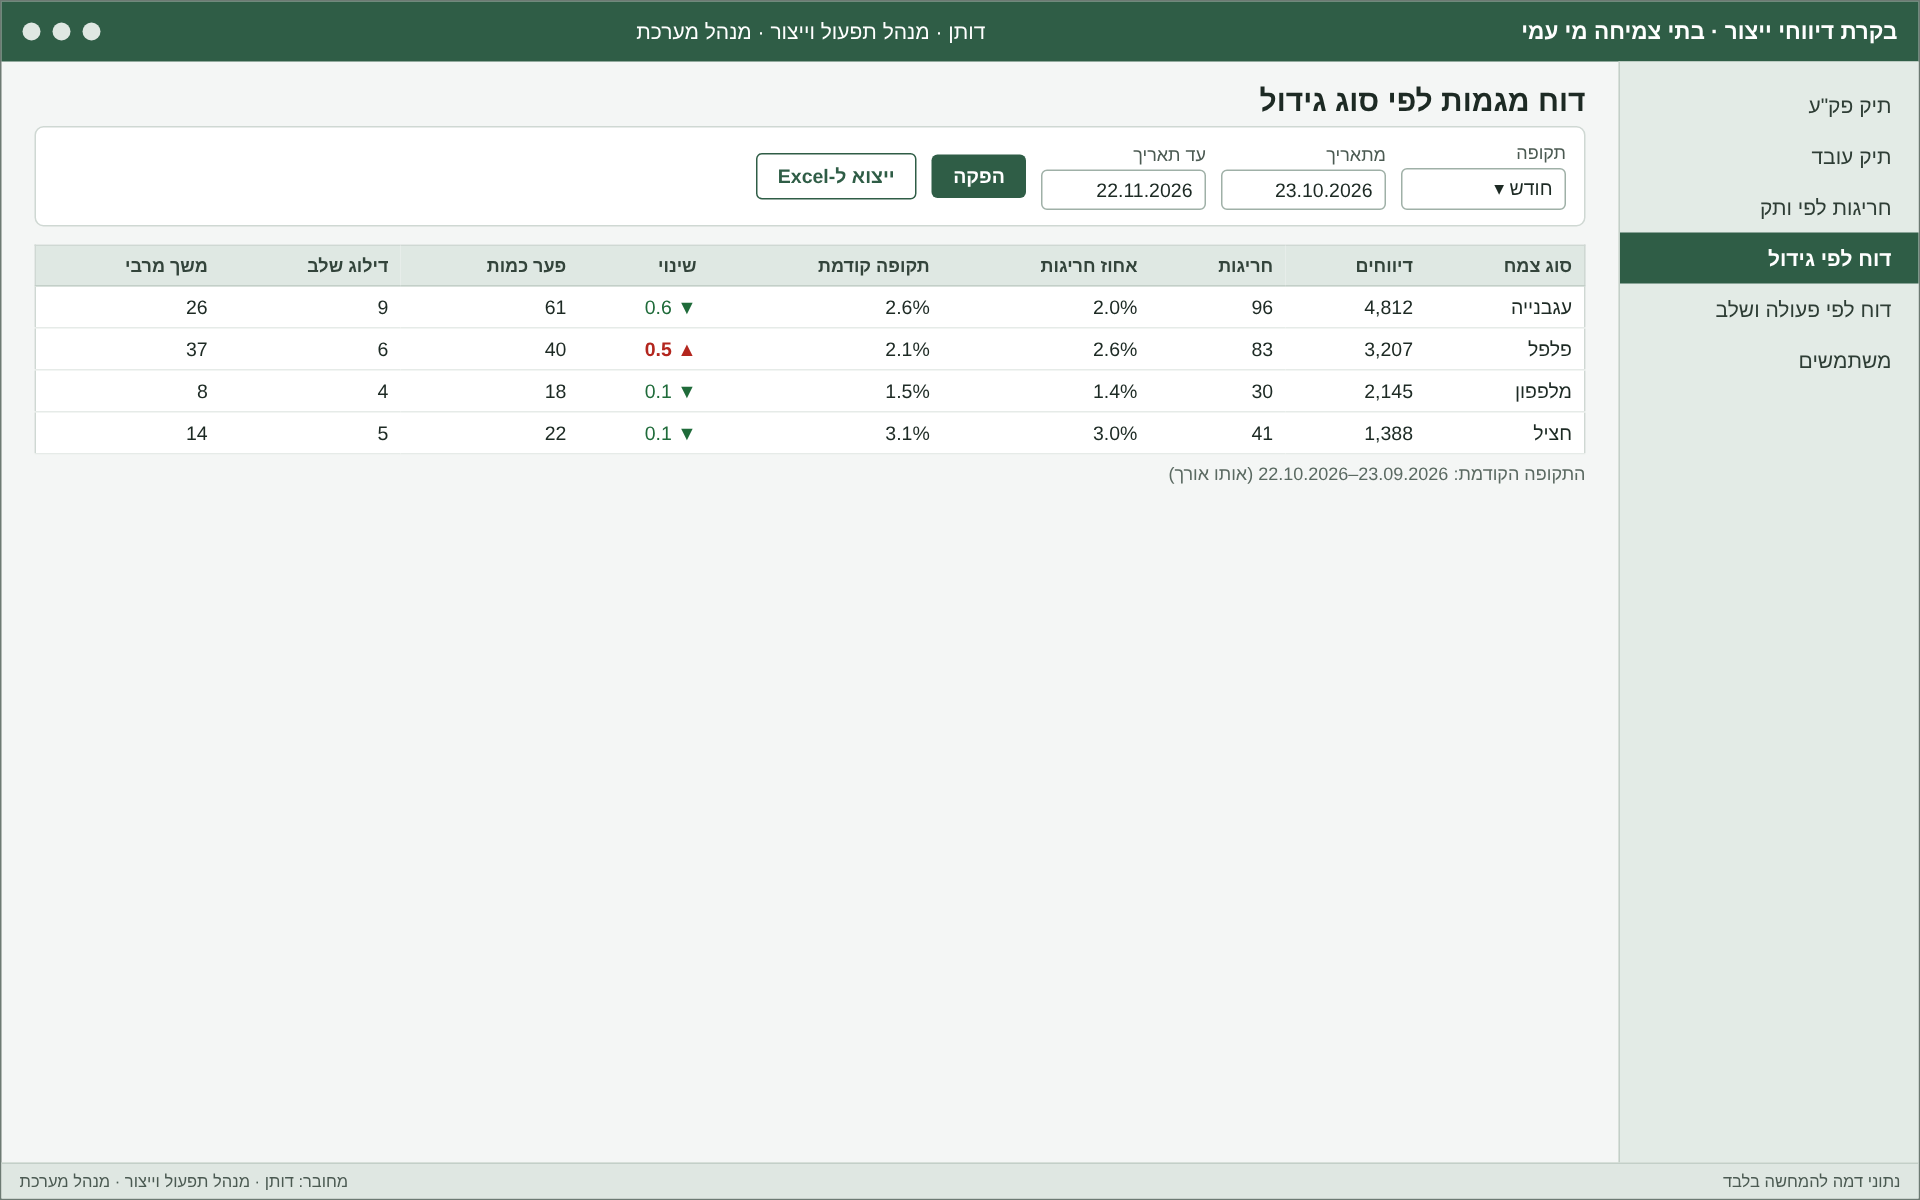 בקרת דיווחי ייצור · בתי צמיחה מי עמי
דותן · מנהל תפעול וייצור · מנהל מערכת
תיק פק"ע
תיק עובד
חריגות לפי ותק
דוח לפי גידול
דוח לפי פעולה ושלב
משתמשים
דוח מגמות לפי סוג גידול
תקופה מתאריך עד תאריך
חודש ▾ 23.10.2026 22.11.2026 הפקה ייצוא ל-Excel
סוג צמח דיווחים חריגות אחוז חריגות תקופה קודמת שינוי פער כמות דילוג שלב משך מרבי
עגבנייה 4,812 96 2.0% 2.6% ▼ 0.6 61 9 26
פלפל 3,207 83 2.6% 2.1% ▲ 0.5 40 6 37
מלפפון 2,145 30 1.4% 1.5% ▼ 0.1 18 4 8
חציל 1,388 41 3.0% 3.1% ▼ 0.1 22 5 14
התקופה הקודמת: 23.09.2026–22.10.2026 (אותו אורך)
נתוני דמה להמחשה בלבד
מחובר: דותן · מנהל תפעול וייצור · מנהל מערכת